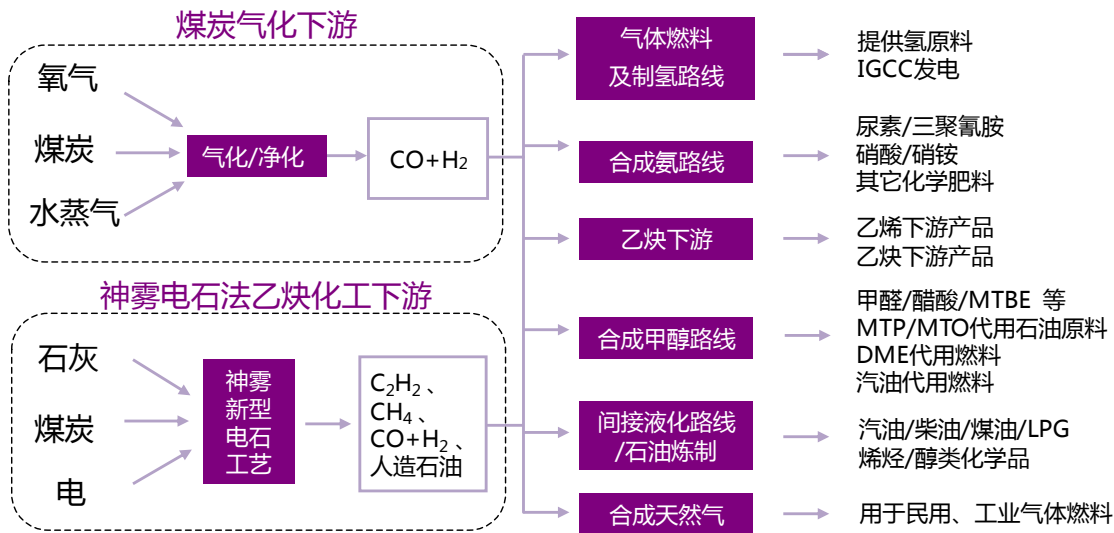 煤炭气化下游
氧气
煤炭
水蒸气
气化/净化
CO+H₂
神雾电石法乙炔化工下游
石灰
煤炭
电
神雾
新型
电石
工艺
C₂H₂、
CH₄、
CO+H₂、
人造石油
气体燃料
及制氢路线
提供氢原料
IGCC发电
合成氨路线
尿素/三聚氰胺
硝酸/硝铵
其它化学肥料
乙炔下游
乙烯下游产品
乙炔下游产品
合成甲醇路线
甲醛/醋酸/MTBE 等
MTP/MTO代用石油原料
DME代用燃料
汽油代用燃料
间接液化路线
/石油炼制
汽油/柴油/煤油/LPG
烯烃/醇类化学品
合成天然气
用于民用、工业气体燃料